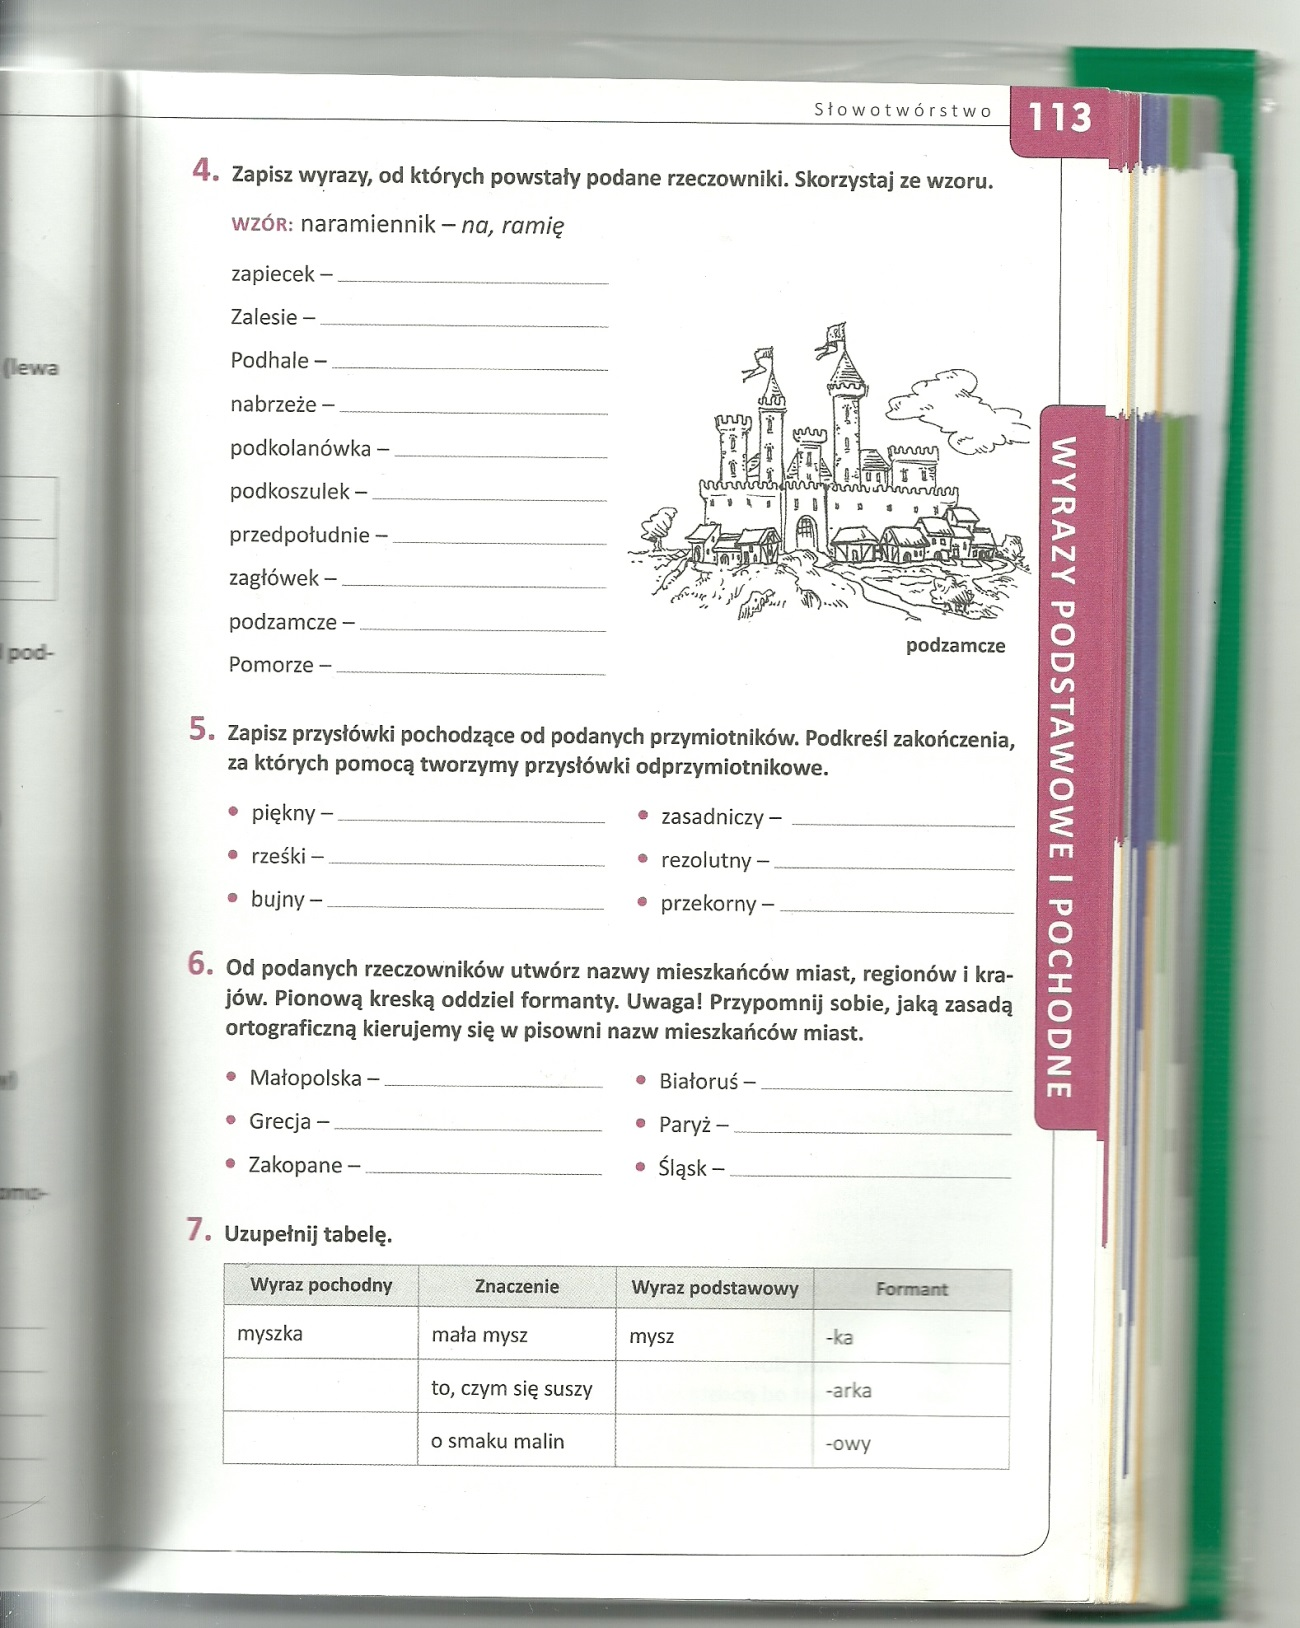 Słowotwórstwo 113
4. Zapisz wyrazy, od których powstały podane rzeczowniki. Skorzystaj ze wzoru.
WZÓR: naramiennik – na, ramię
zapiecek –
Zalesie –
Podhale –
nabrzeże –
podkolanówka –
podkoszulek –
przedpołudnie –
zagłówek –
podzamcze –
Pomorze –
podzamcze
5. Zapisz przysłówki pochodzące od podanych przymiotników. Podkreśl zakończenia,
za których pomocą tworzymy przysłówki odprzymiotnikowe.
• piękny – • zasadniczy –
• rześki – • rezolutny –
• bujny – • przekorny –
6. Od podanych rzeczowników utwórz nazwy mieszkańców miast, regionów i kra-
jów. Pionową kreską oddziel formanty. Uwaga! Przypomnij sobie, jaką zasadą
ortograficzną kierujemy się w pisowni nazw mieszkańców miast.
• Małopolska – • Białoruś –
• Grecja – • Paryż –
• Zakopane – • Śląsk –
7. Uzupełnij tabelę.
Wyraz pochodny Znaczenie Wyraz podstawowy Formant
myszka mała mysz mysz -ka
to, czym się suszy -arka
o smaku malin -owy
WYRAZY PODSTAWOWE I POCHODNE
(lewa
pod-